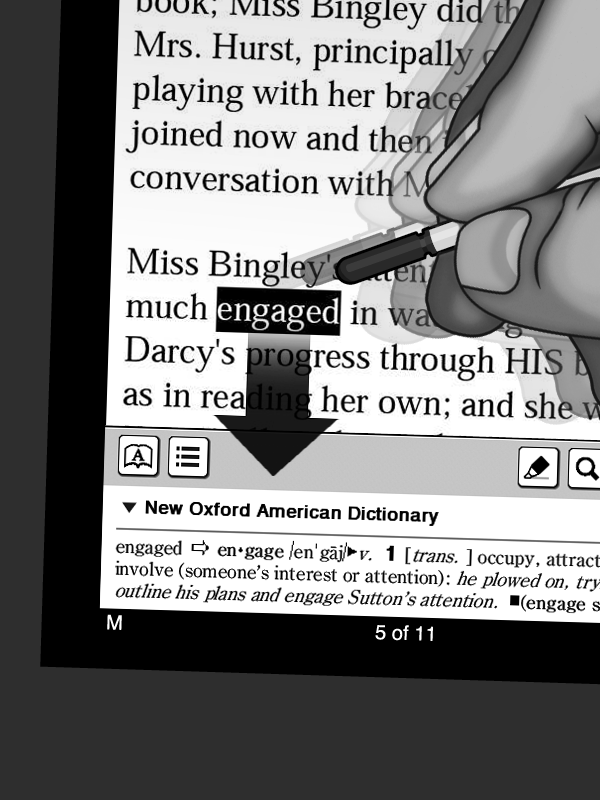 book; Miss Bingley did
Mrs. Hurst, principally
playing with her
joined now and then
conversation with
Miss Bingley's
much engaged in
Darcy's progress through HIS
as in reading her own; and she
A
New Oxford American Dictionary
engaged ⇨ en•gage /enˈgāj/▶v. 1 [trans. ] occupy, attract
involve (someone's interest or attention): he plowed on, try
outline his plans and engage Sutton's attention. ■(engage s
M
5 of 11